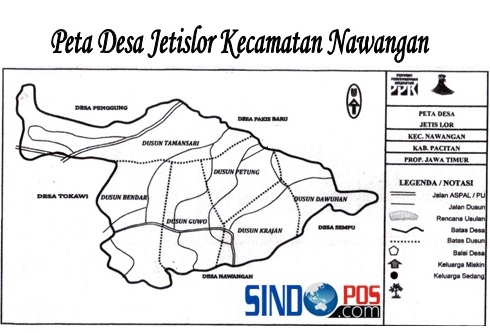 Peta Desa Jetislor Kecamatan Nawangan
DESA PENGGUNG
DESA PAKIS BARU
DUSUN TAMANSARI
DUSUN PETUNG
DESA TOKAWI
DUSUN BENDAR
DUSUN DAWUHAN
DUSUN GUWO
DUSUN KRAJAN
DESA SEMPU
DESA NAWANGAN
SINDO POS.com
PPK
PETA DESA
JETIS LOR
KEC. NAWANGAN
KAB. PACITAN
PROP. JAWA TIMUR
LEGENDA / NOTASI
Jalan ASPAL / PU
Jalan Dusun
Rencana Usulan
Batas Desa
Batas Dusun
Balai Desa
Keluarga Miskin
Keluarga Sedang